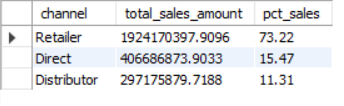 channel total_sales_amount pct_sales
Retailer 1924170397.9096 73.22
Direct 406686873.9033 15.47
Distributor 297175879.7188 11.31